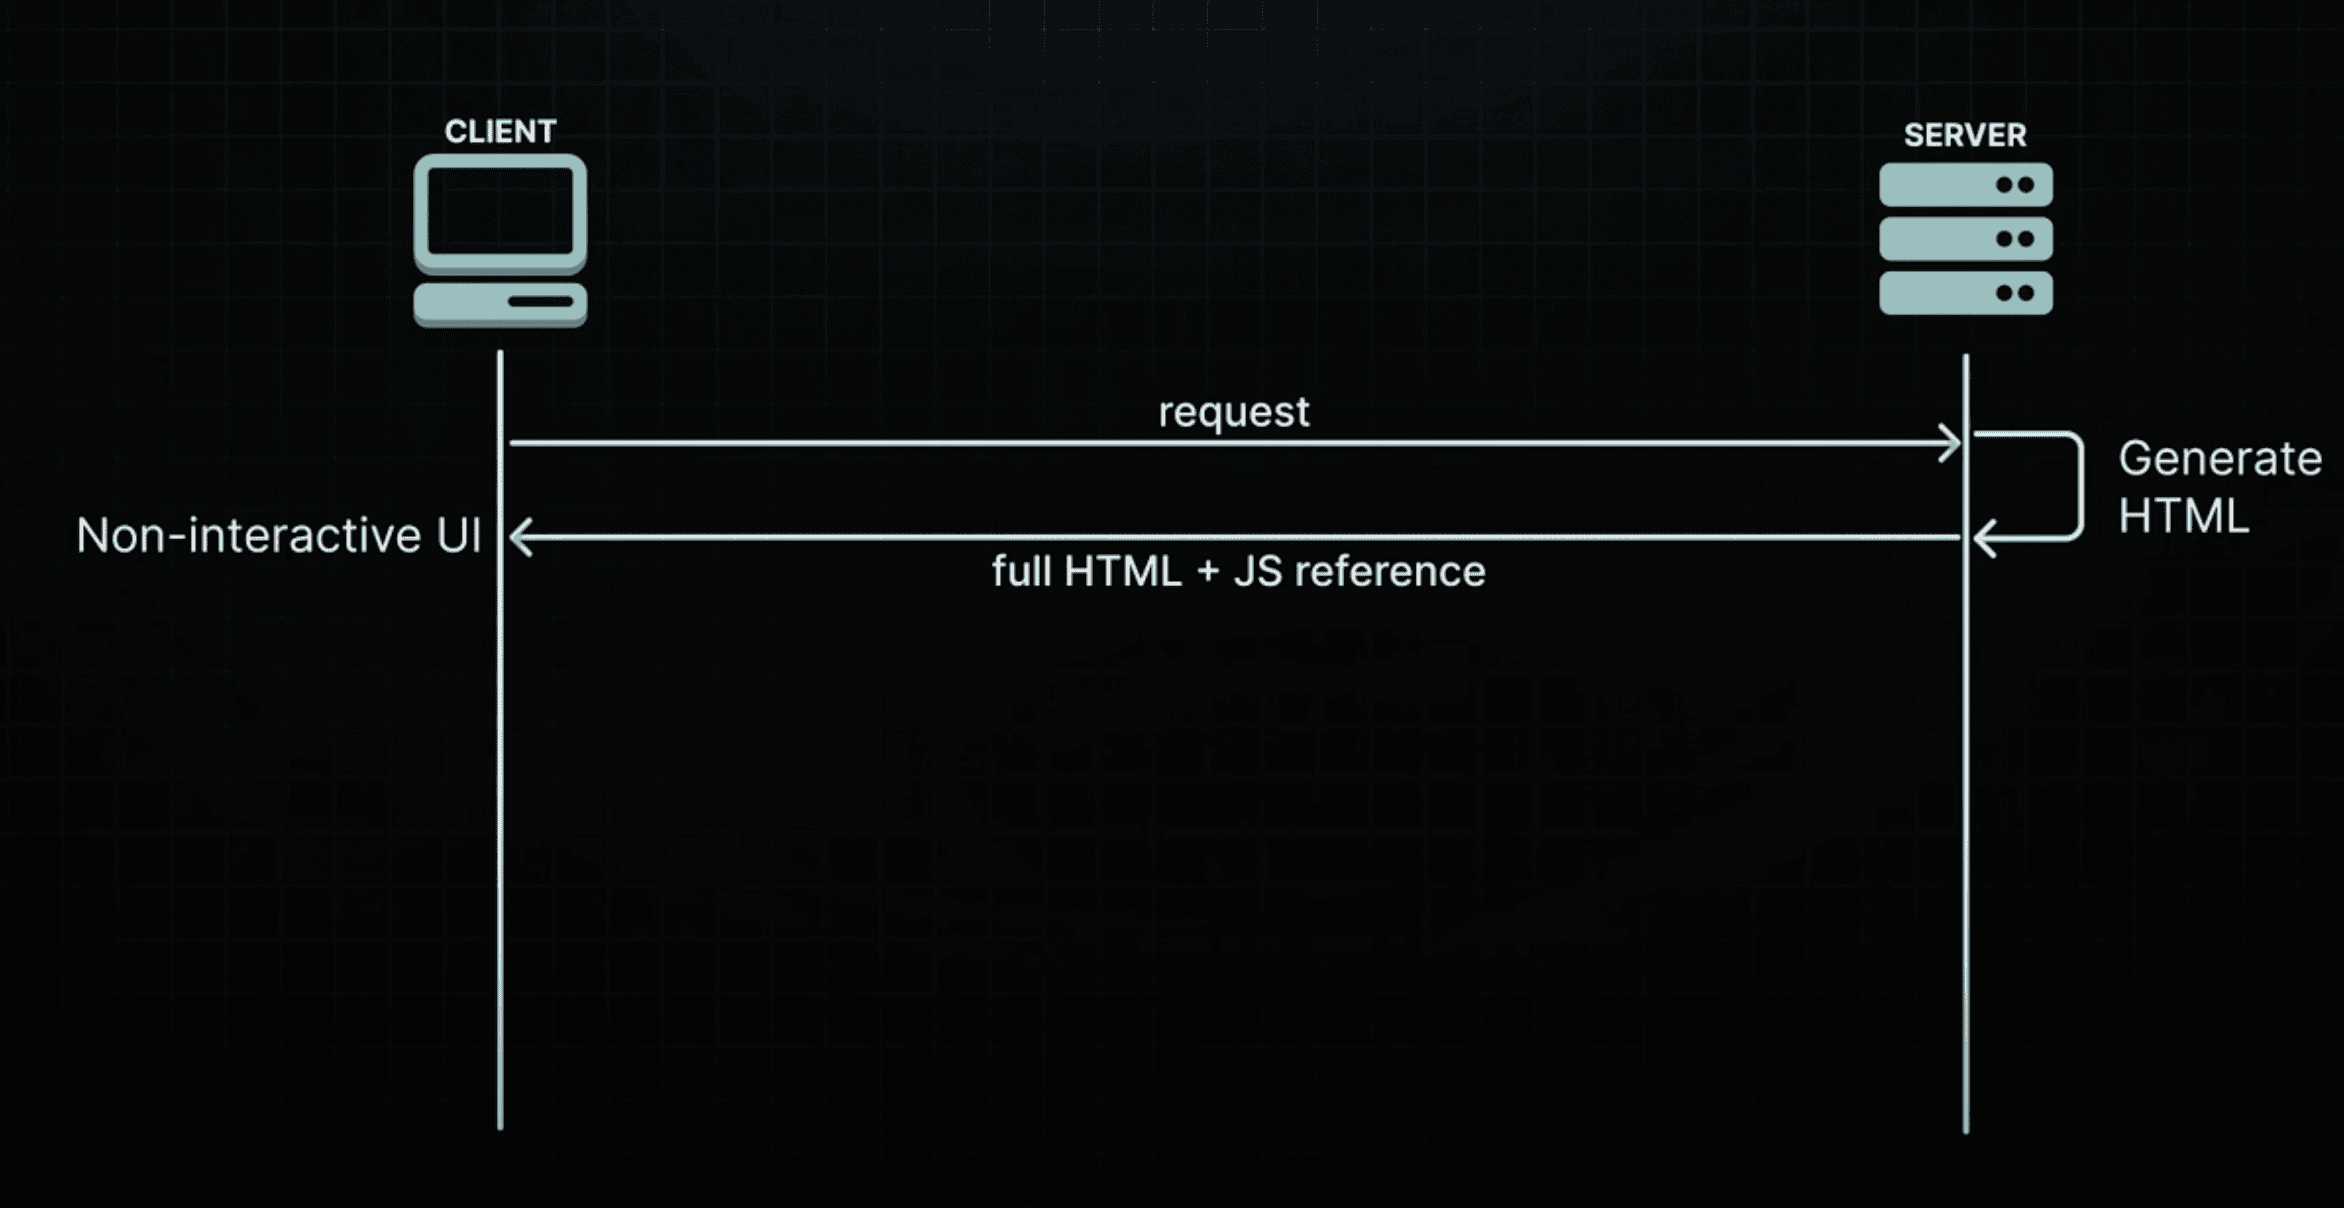 CLIENT
SERVER
request
Generate
HTML
Non-interactive UI
full HTML + JS reference